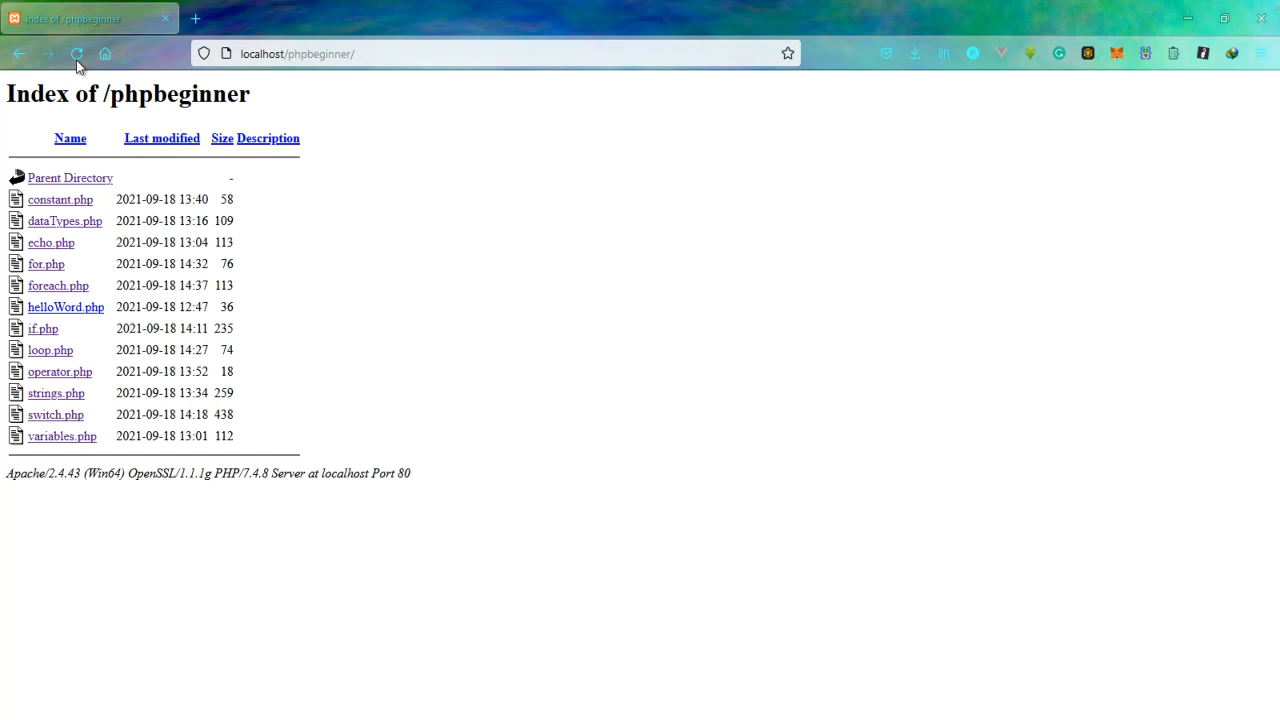 Index of /phpbeginner
localhost/phpbeginner/
Index of /phpbeginner
Name Last modified Size Description
Parent Directory -
constant.php 2021-09-18 13:40 58
dataTypes.php 2021-09-18 13:16 109
echo.php 2021-09-18 13:04 113
for.php 2021-09-18 14:32 76
foreach.php 2021-09-18 14:37 113
helloWord.php 2021-09-18 12:47 36
if.php 2021-09-18 14:11 235
loop.php 2021-09-18 14:27 74
operator.php 2021-09-18 13:52 18
strings.php 2021-09-18 13:34 259
switch.php 2021-09-18 14:18 438
variables.php 2021-09-18 13:01 112
Apache/2.4.43 (Win64) OpenSSL/1.1.1g PHP/7.4.8 Server at localhost Port 80